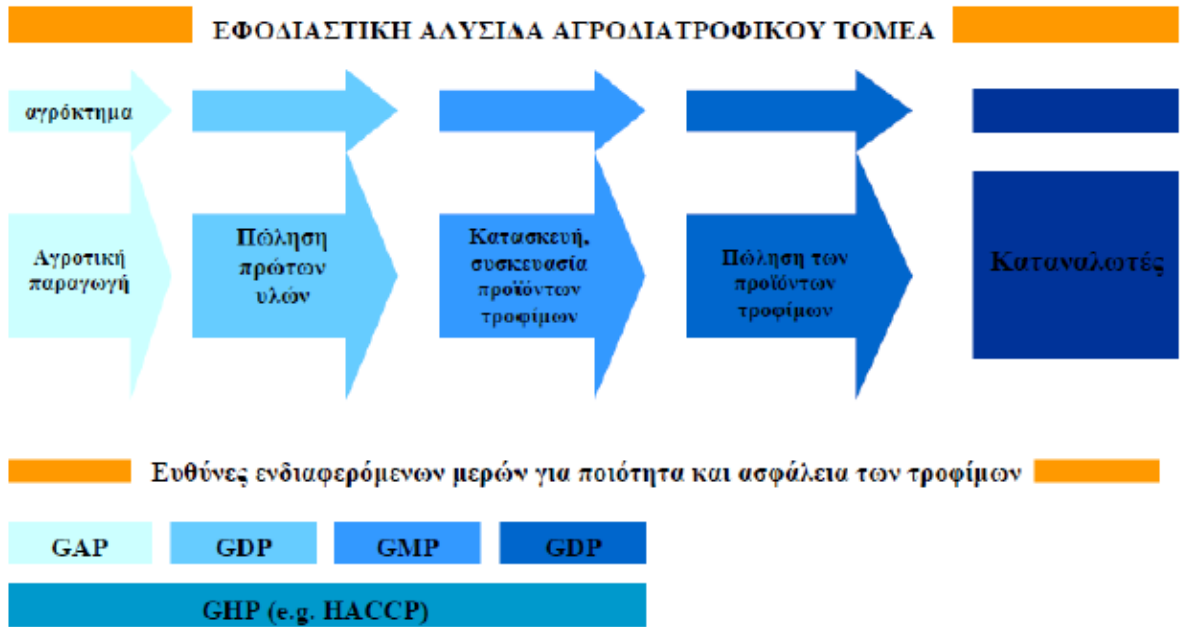 ΕΦΟΔΙΑΣΤΙΚΗ ΑΛΥΣΙΔΑ ΑΓΡΟΔΙΑΤΡΟΦΙΚΟΥ ΤΟΜΕΑ
αγρόκτημα
Αγροτική
παραγωγή
Πώληση
πρώτων
υλών
Κατασκευή,
συσκευασία
προϊόντων
τροφίμων
Πώληση των
προϊόντων
τροφίμων
Καταναλωτές
Ευθύνες ενδιαφερόμενων μερών για ποιότητα και ασφάλεια των τροφίμων
GAP
GDP
GMP
GDP
GHP (e.g. HACCP)